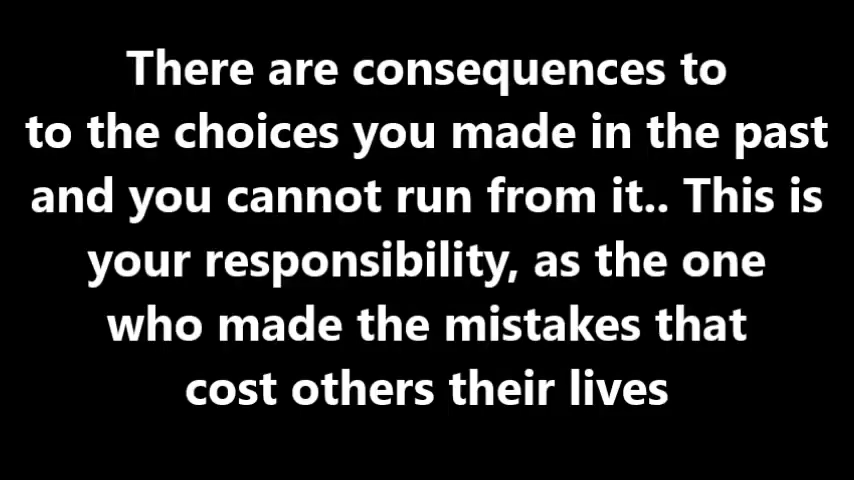 There are consequences to
to the choices you made in the past
and you cannot run from it.. This is
your responsibility, as the one
who made the mistakes that
cost others their lives